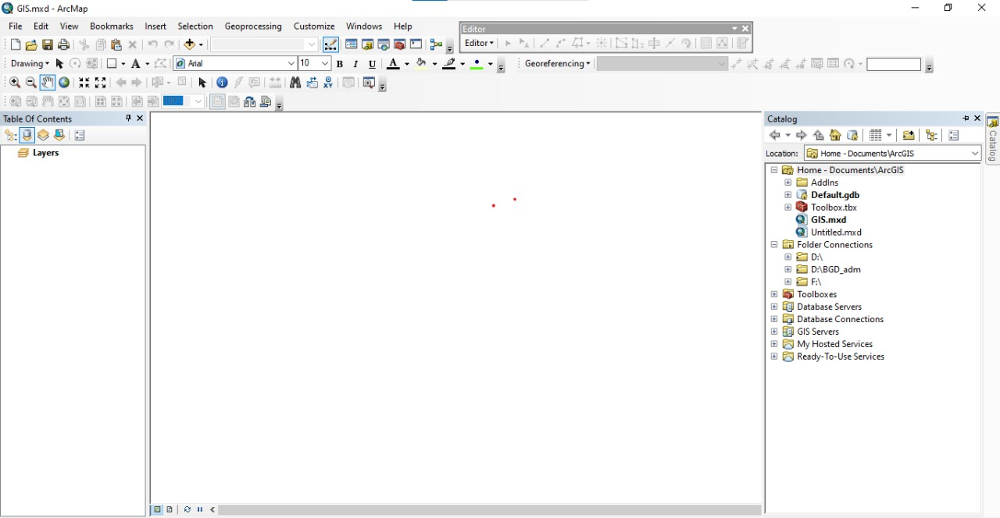 GIS.mxd - ArcMap
File Edit View Bookmarks Insert Selection Geoprocessing Customize Windows Help
Editor
Editor
Drawing A Arial 10 B I U A
Georeferencing
XY
Table Of Contents
Layers
Catalog
Location: Home - Documents\ArcGIS
Home - Documents\ArcGIS
AddIns
Default.gdb
Toolbox.tbx
GIS.mxd
Untitled.mxd
Folder Connections
D:\
D:\BGD_adm
F:\
Toolboxes
Database Servers
Database Connections
GIS Servers
My Hosted Services
Ready-To-Use Services
Catalog